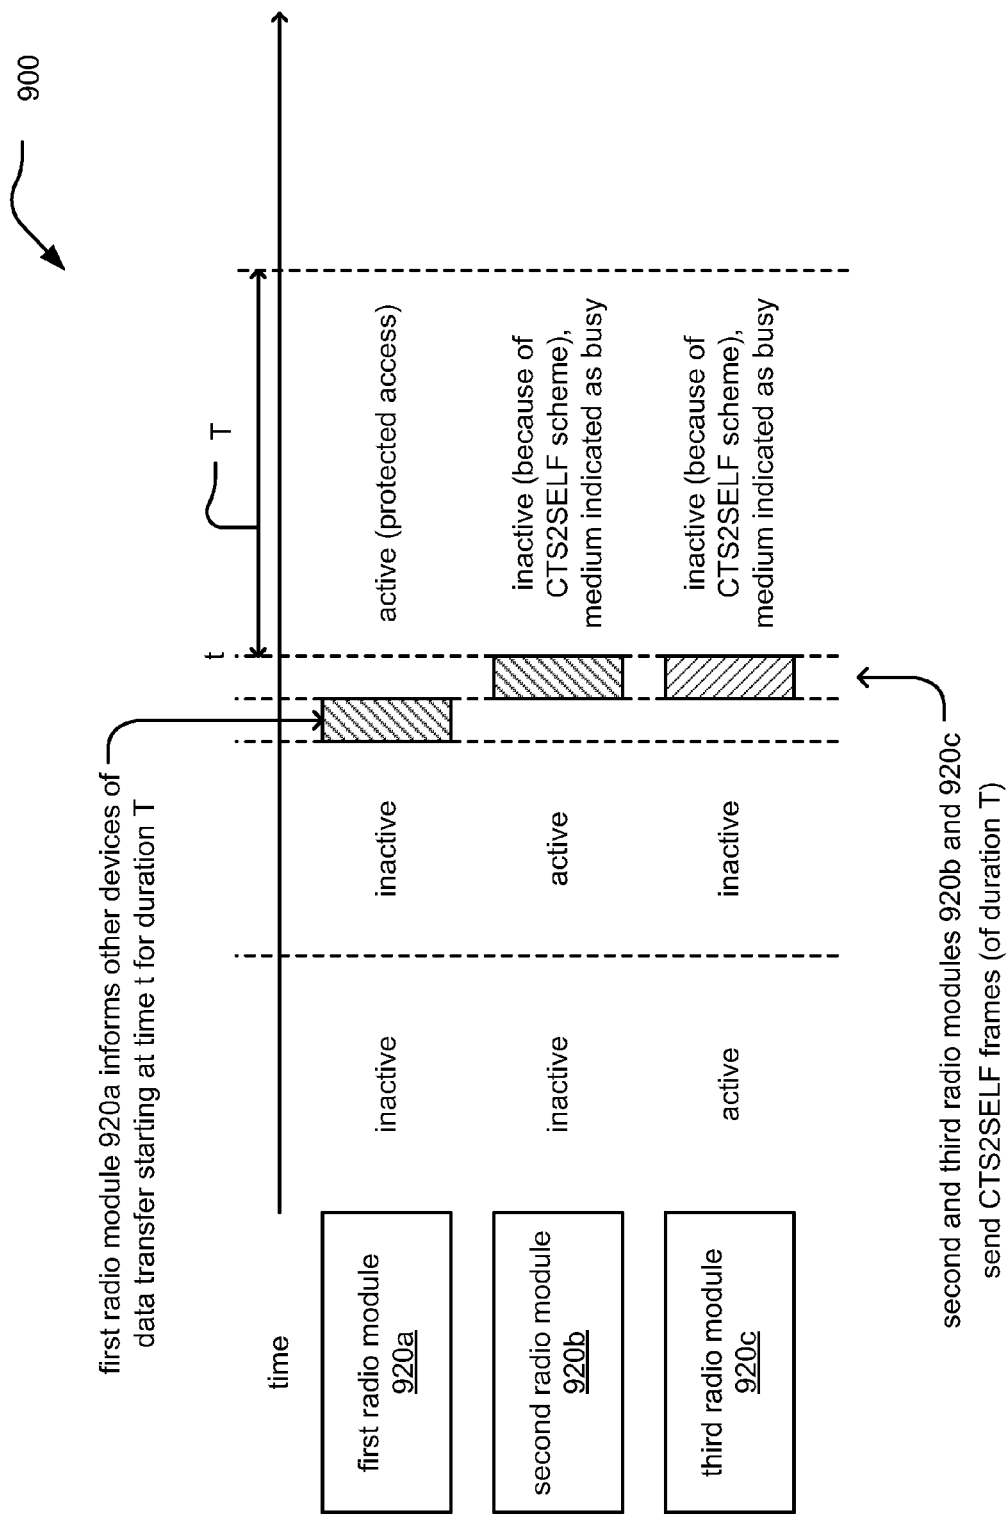 900
first radio module 920a informs other devices of
data transfer starting at time t for duration T
T
t
time
first radio module
920a
inactive
inactive
active (protected access)
second radio module
920b
inactive
active
inactive (because of
CTS2SELF scheme),
medium indicated as busy
third radio module
920c
active
inactive
inactive (because of
CTS2SELF scheme),
medium indicated as busy
second and third radio modules 920b and 920c
send CTS2SELF frames (of duration T)